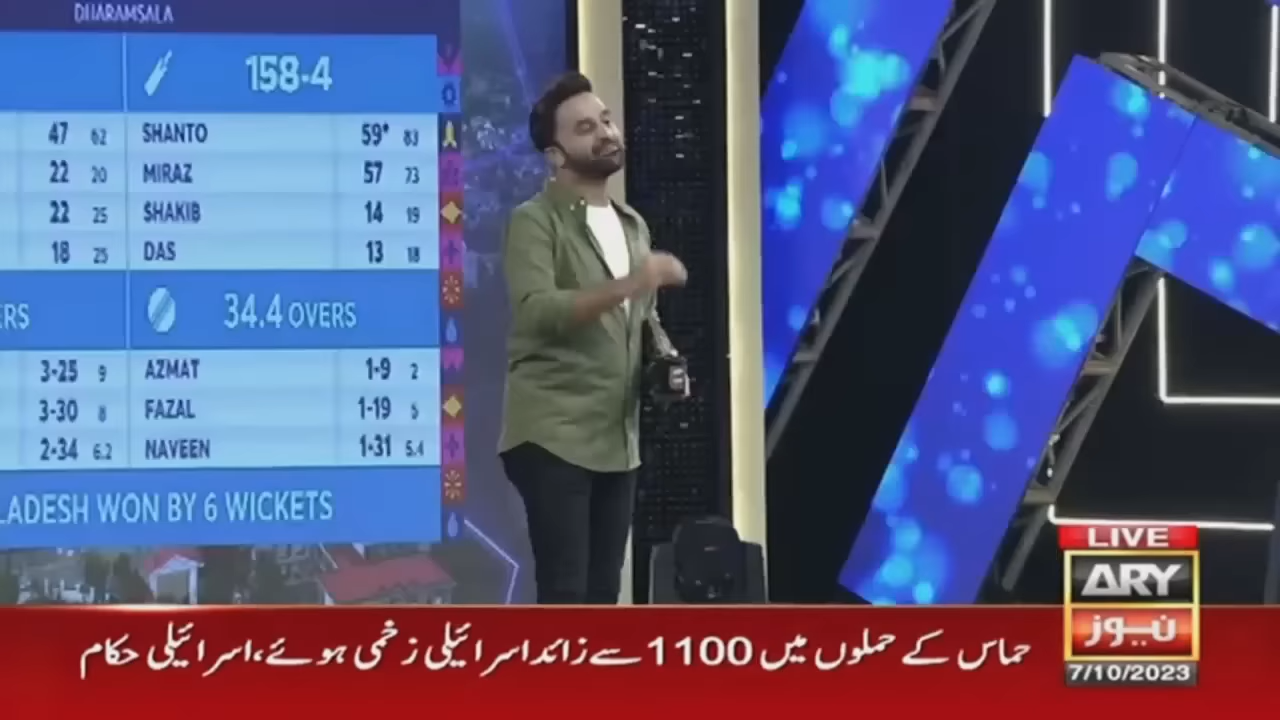 DHARAMSALA
158-4
47 62 SHANTO 59* 83
22 20 MIRAZ 57 73
22 25 SHAKIB 14 19
18 25 DAS 13 18
ERS 34.4 OVERS
3-25 9 AZMAT 1-9 2
3-30 8 FAZAL 1-19 5
2-34 6.2 NAVEEN 1-31 5.4
LADESH WON BY 6 WICKETS
LIVE
ARY
نیوز
7/10/2023
حماس کے حملوں میں 1100 سے زائد اسرائیلی زخمی ہوئے، اسرائیلی حکام